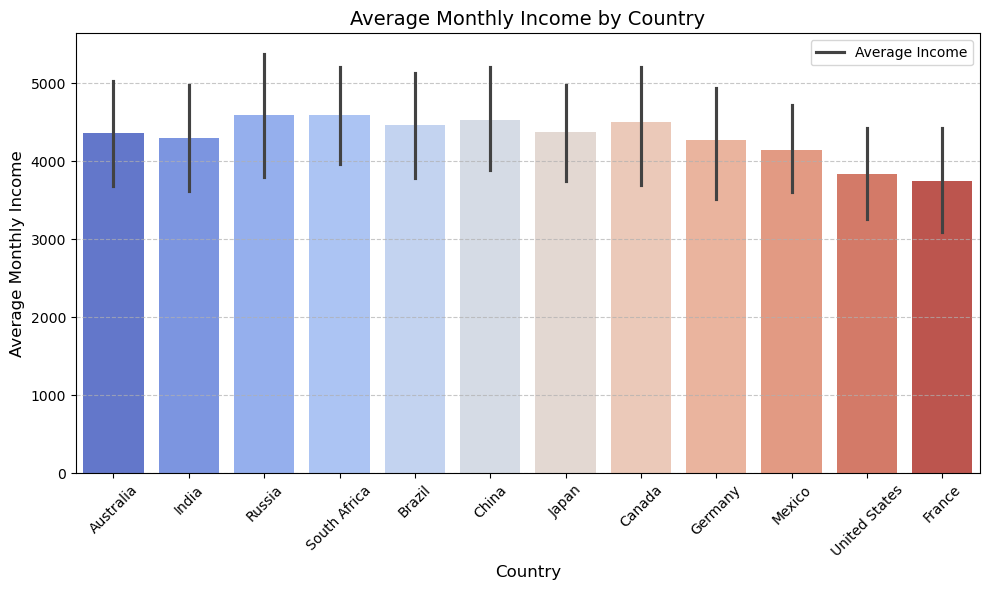 Average Monthly Income by Country
Average Income
Average Monthly Income
5000
4000
3000
2000
1000
0
Australia
India
Russia
South Africa
Brazil
China
Japan
Canada
Germany
Mexico
United States
France
Country